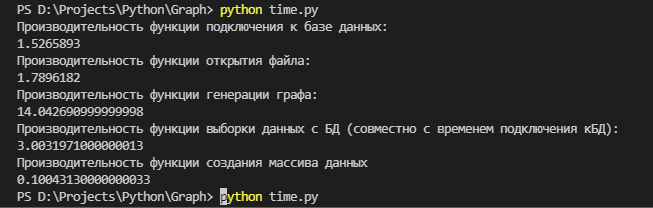 PS D:\Projects\Python\Graph> python time.py
Производительность функции подключения к базе данных:
1.5265893
Производительность функции открытия файла:
1.7896182
Производительность функции генерации графа:
14.042690999999998
Производительность функции выборки данных с БД (совместно с временем подключения кБД):
3.0031971000000013
Производительность функции создания массива данных
0.10043130000000033
PS D:\Projects\Python\Graph> python time.py